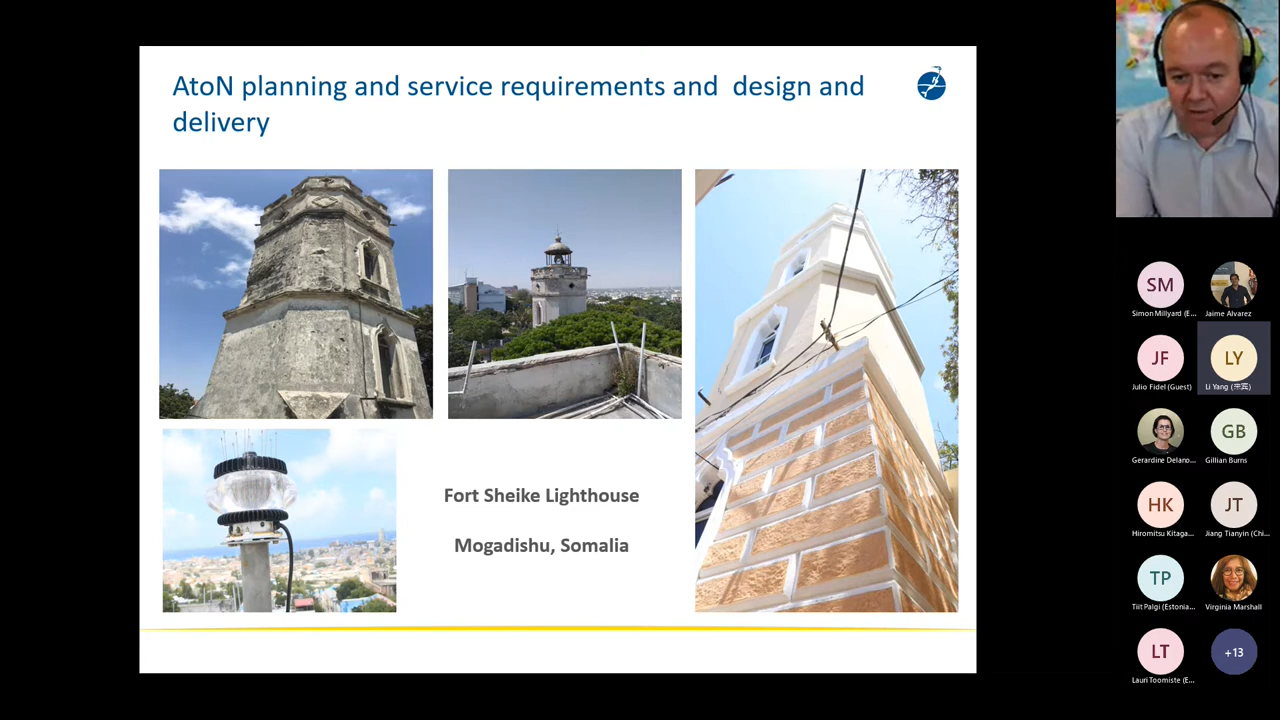 AtoN planning and service requirements and  design and
delivery
Fort Sheike Lighthouse
Mogadishu, Somalia
SM
Simon Millyard (E...
Jaime Alvarez
JF
Julio Fidel (Guest)
LY
Li Yang (来宾)
Gerardine Delano...
GB
Gillian Burns
HK
Hiromitsu Kitaga...
JT
Jiang Tianyin (Chi...
TP
Tiit Palgi (Estonia...
Virginia Marshall
LT
Lauri Toomiste (E...
+13